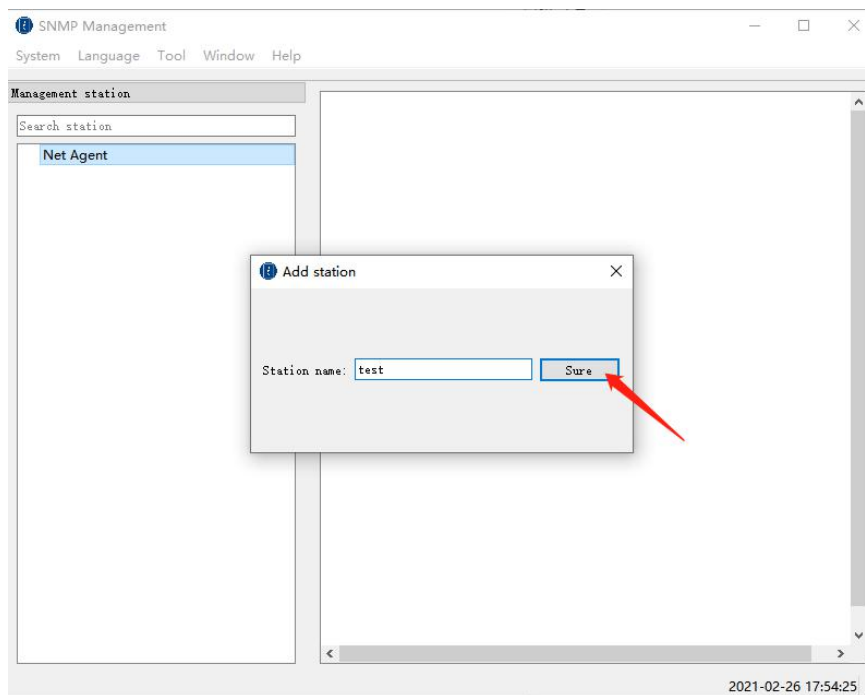 SNMP Management
System Language Tool Window Help
Management station
Search station
Net Agent
Add station
Station name: test Sure
2021-02-26 17:54:25